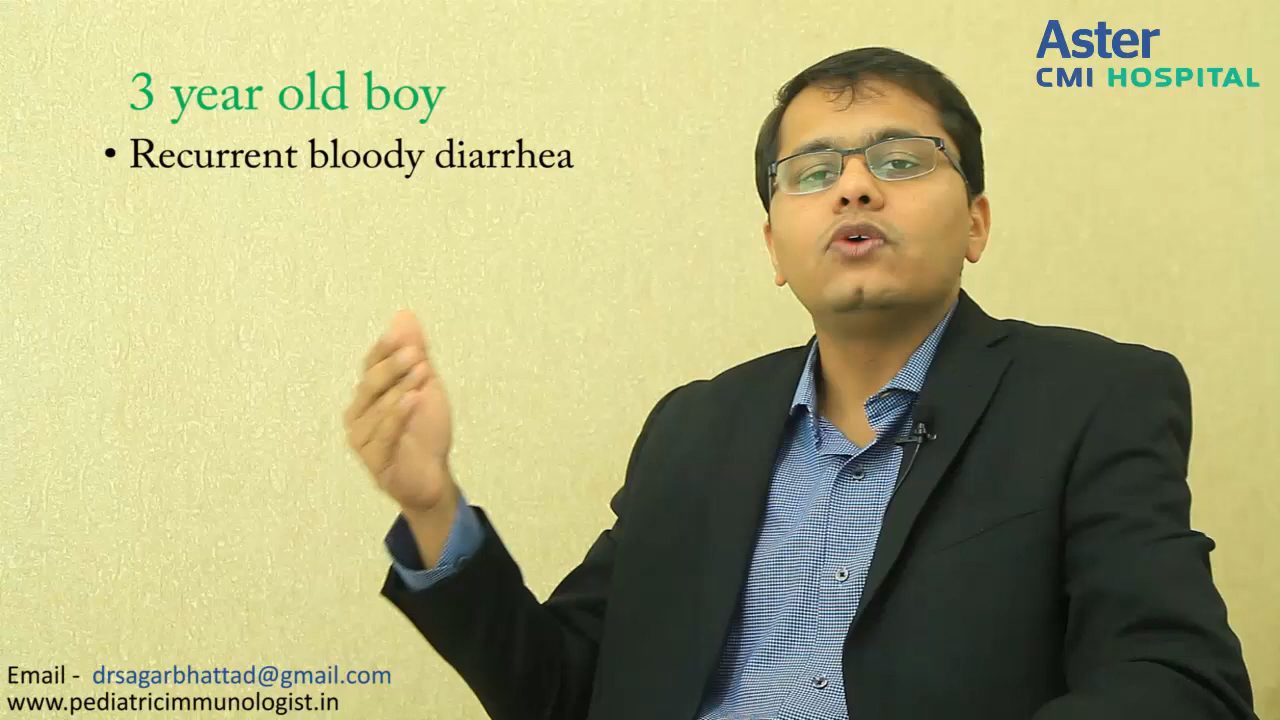 Aster
CMI HOSPITAL
3 year old boy
• Recurrent bloody diarrhea
Email - drsagarbhattad@gmail.com
www.pediatricimmunologist.in